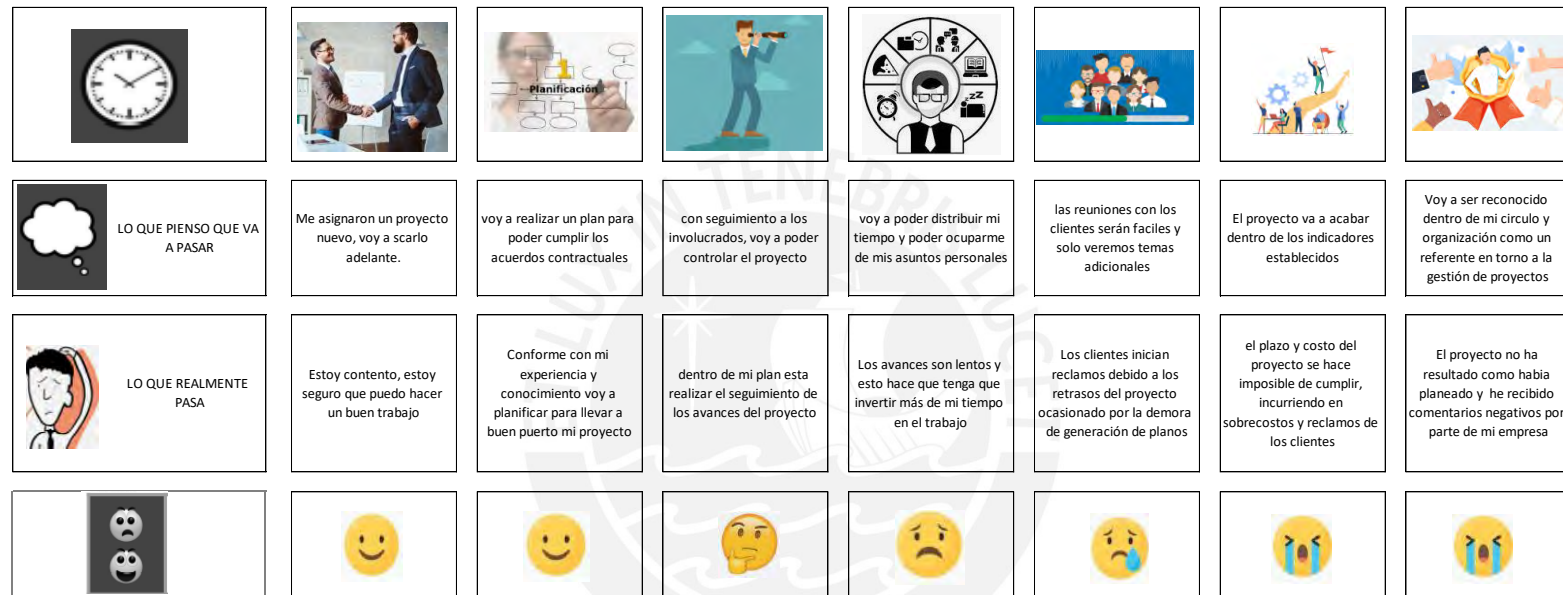 1
Planificación
zZZ
LO QUE PIENSO QUE VA
A PASAR
Me asignaron un proyecto
nuevo, voy a scarlo
adelante.
voy a realizar un plan para
poder cumplir los
acuerdos contractuales
con seguimiento a los
involucrados, voy a poder
controlar el proyecto
voy a poder distribuir mi
tiempo y poder ocuparme
de mis asuntos personales
las reuniones con los
clientes serán faciles y
solo veremos temas
adicionales
El proyecto va a acabar
dentro de los indicadores
establecidos
Voy a ser reconocido
dentro de mi circulo y
organización como un
referente en torno a la
gestión de proyectos
LO QUE REALMENTE
PASA
Estoy contento, estoy
seguro que puedo hacer
un buen trabajo
Conforme con mi
experiencia y
conocimiento voy a
planificar para llevar a
buen puerto mi proyecto
dentro de mi plan esta
realizar el seguimiento de
los avances del proyecto
Los avances son lentos y
esto hace que tenga que
invertir más de mi tiempo
en el trabajo
Los clientes inician
reclamos debido a los
retrasos del proyecto
ocasionado por la demora
de generación de planos
el plazo y costo del
proyecto se hace
imposible de cumplir,
incurriendo en
sobrecostos y reclamos de
los clientes
El proyecto no ha
resultado como habia
planeado y he recibido
comentarios negativos por
parte de mi empresa
ET LUX IN TENEBRIS LUCET